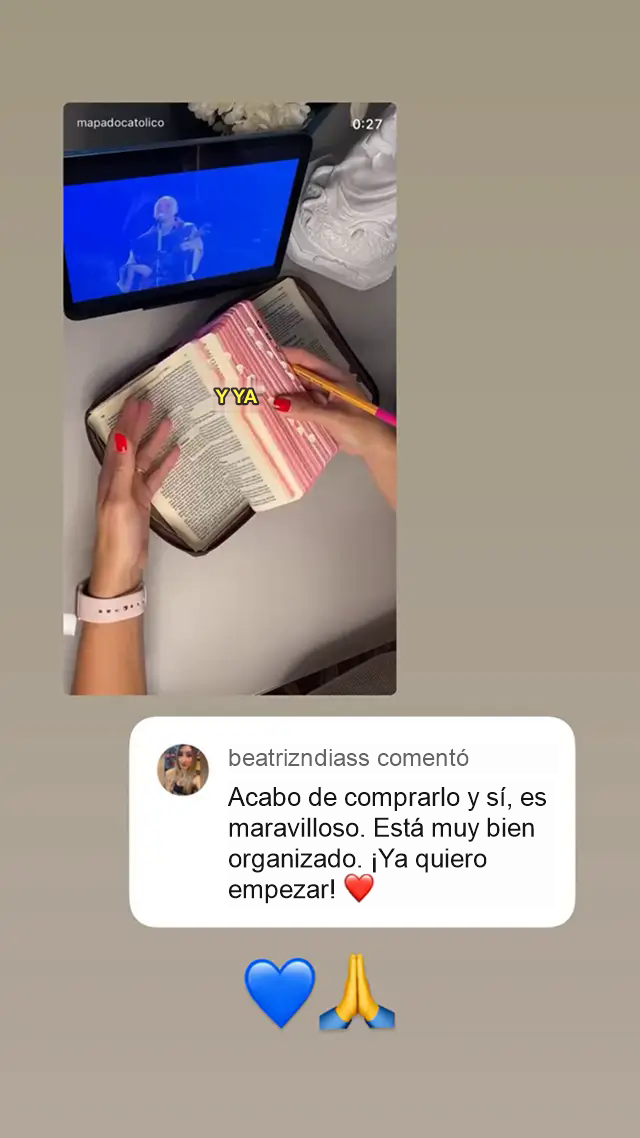 mapadocatolico
0:27
Y YA
beatrizndiass comentó
Acabo de comprarlo y sí, es
maravilloso. Está muy bien
organizado. ¡Ya quiero
empezar! ❤️
💙🙏